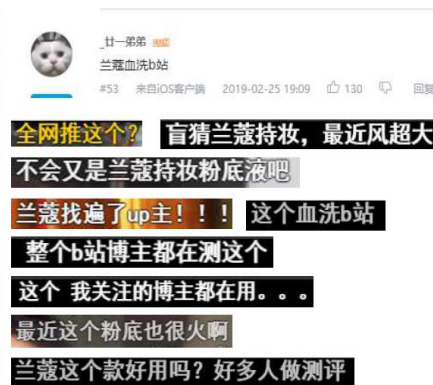 _廿一弟弟
兰蔻血洗b站
#53 来自iOS客户端 2019-02-25 19:09 130 回复
全网推这个？ 盲猜兰蔻持妆，最近风超大
不会又是兰蔻持妆粉底液吧
兰蔻找遍了up主！！！ 这个血洗b站
整个b站博主都在测这个
这个 我关注的博主都在用。。。
最近这个粉底也很火啊
兰蔻这个款好用吗？好多人做测评